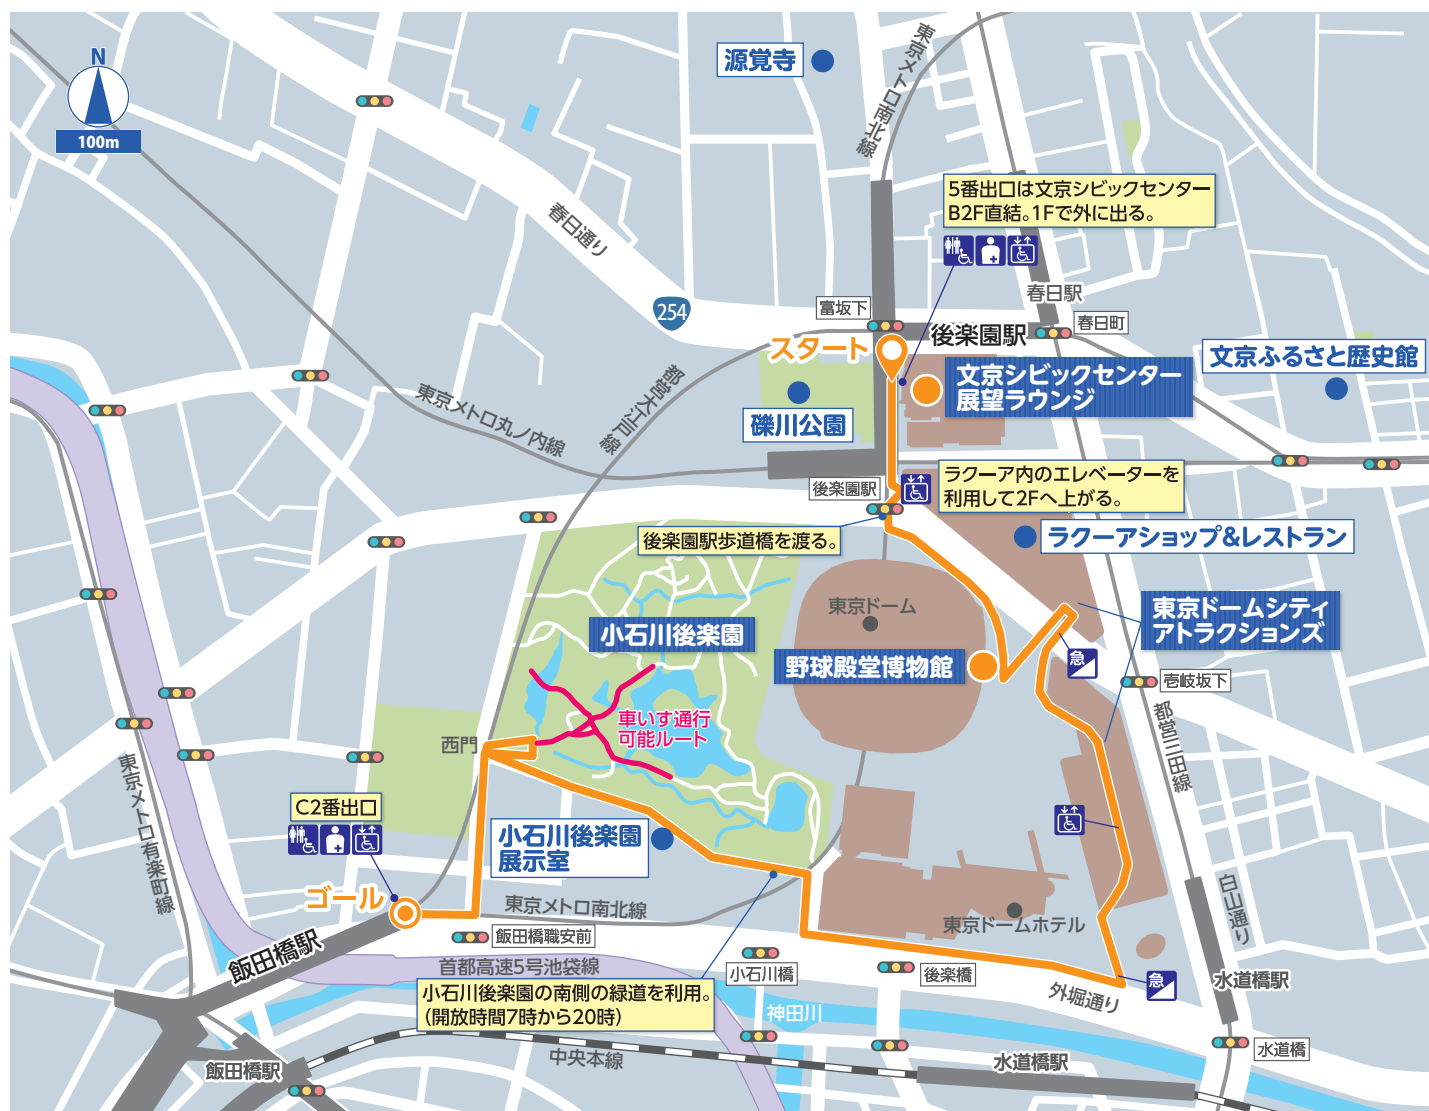 N
100m
源覚寺
東京メトロ南北線
5番出口は文京シビックセンター
B2F直結。1Fで外に出る。
春日通り
254
春日駅
富坂下
春日町
後楽園駅
スタート
文京シビックセンター
展望ラウンジ
文京ふるさと歴史館
礫川公園
都営大江戸線
東京メトロ丸ノ内線
後楽園駅
ラクーア内のエレベーターを
利用して2Fへ上がる。
後楽園駅歩道橋を渡る。
ラクーアショップ&レストラン
東京ドーム
東京ドームシティ
アトラクションズ
小石川後楽園
野球殿堂博物館
急
壱岐坂下
車いす通行
可能ルート
西門
都営三田線
東京メトロ有楽町線
C2番出口
小石川後楽園
展示室
ゴール
東京メトロ南北線
白山通り
東京ドームホテル
飯田橋駅
飯田橋職安前
首都高速5号池袋線
小石川橋
後楽橋
急
水道橋駅
外堀通り
小石川後楽園の南側の緑道を利用。
(開放時間7時から20時)
神田川
水道橋
中央本線
水道橋駅
飯田橋駅